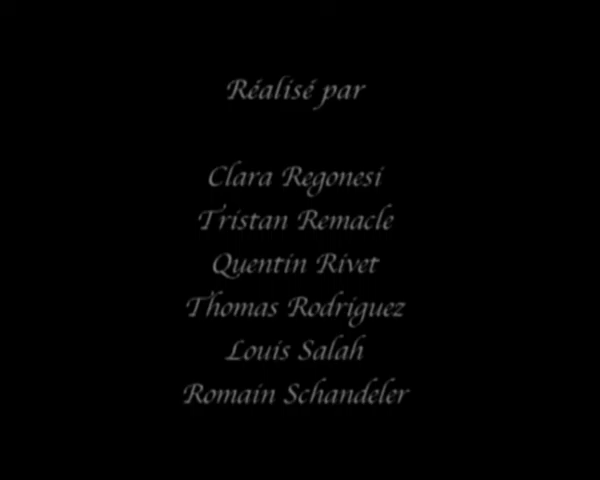 Réalisé par
Clara Regonesi
Tristan Remacle
Quentin Rivet
Thomas Rodriguez
Louis Salah
Romain Schandeler